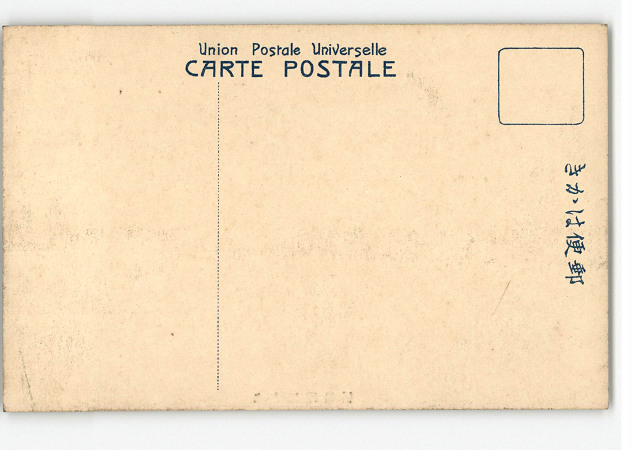 Union Postale Universelle
CARTE POSTALE
郵便はがき